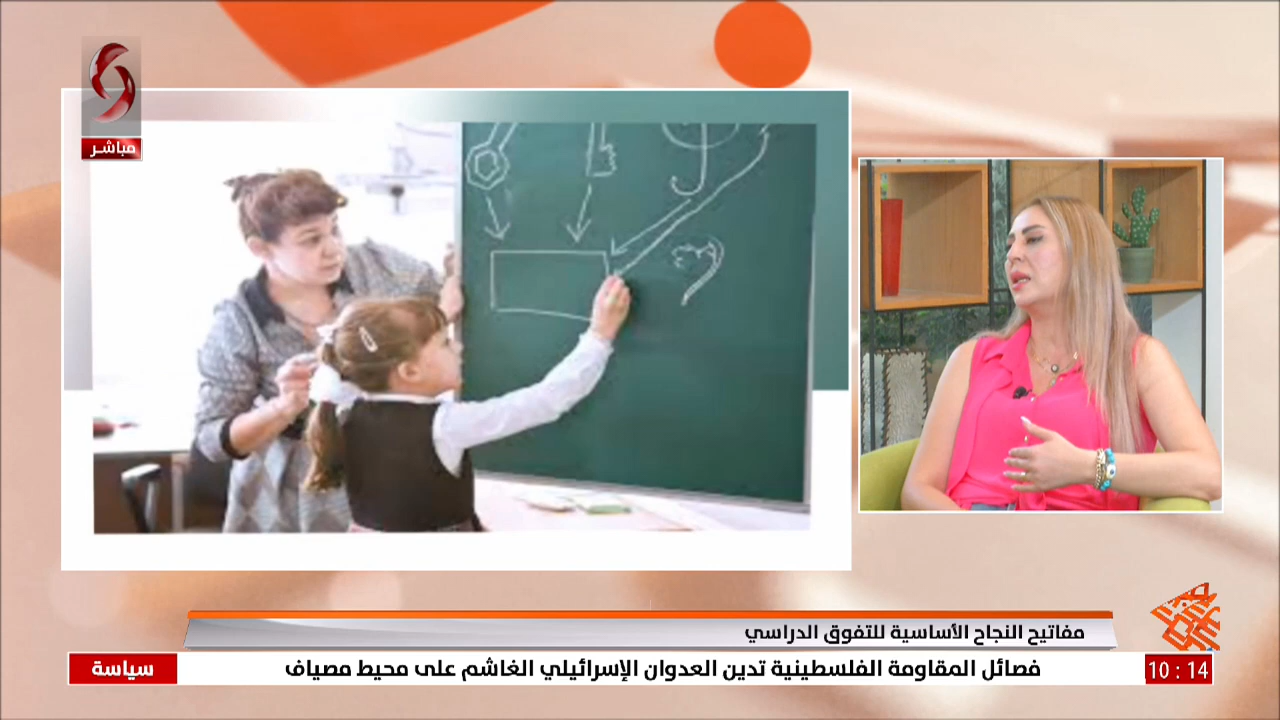 مباشر
مفاتيح النجاح الأساسية للتفوق الدراسي
سياسة
فصائل المقاومة الفلسطينية تدين العدوان الإسرائيلي الغاشم على محيط مصياف
10 : 14